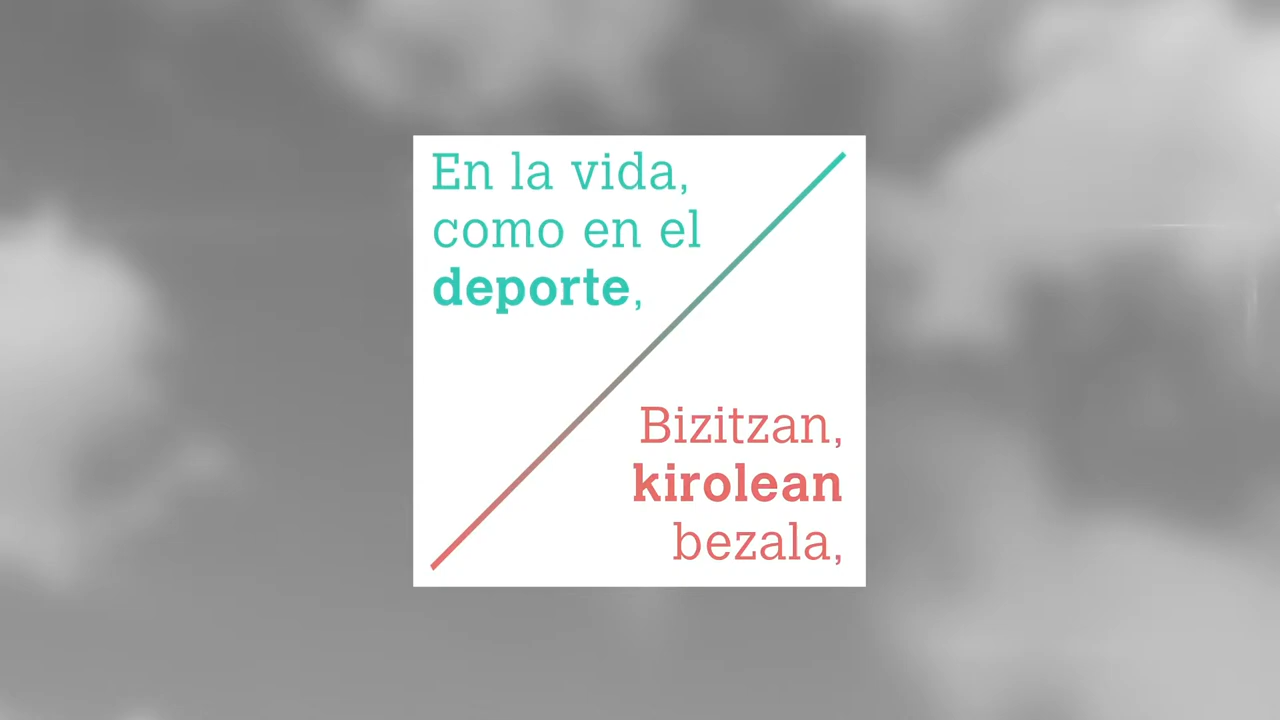 En la vida,
como en el
deporte,
Bizitzan,
kirolean
bezala,